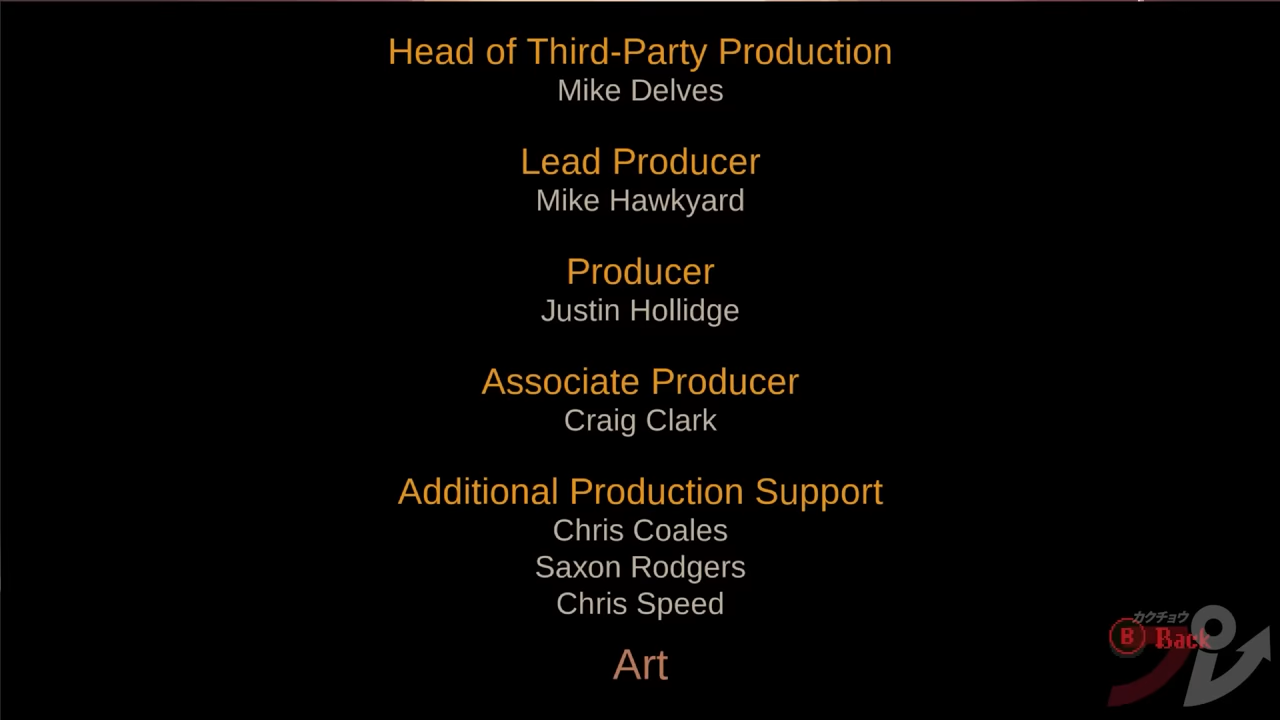 Head of Third-Party Production
Mike Delves
Lead Producer
Mike Hawkyard
Producer
Justin Hollidge
Associate Producer
Craig Clark
Additional Production Support
Chris Coales
Saxon Rodgers
Chris Speed
カクチョウ
B Back
Art